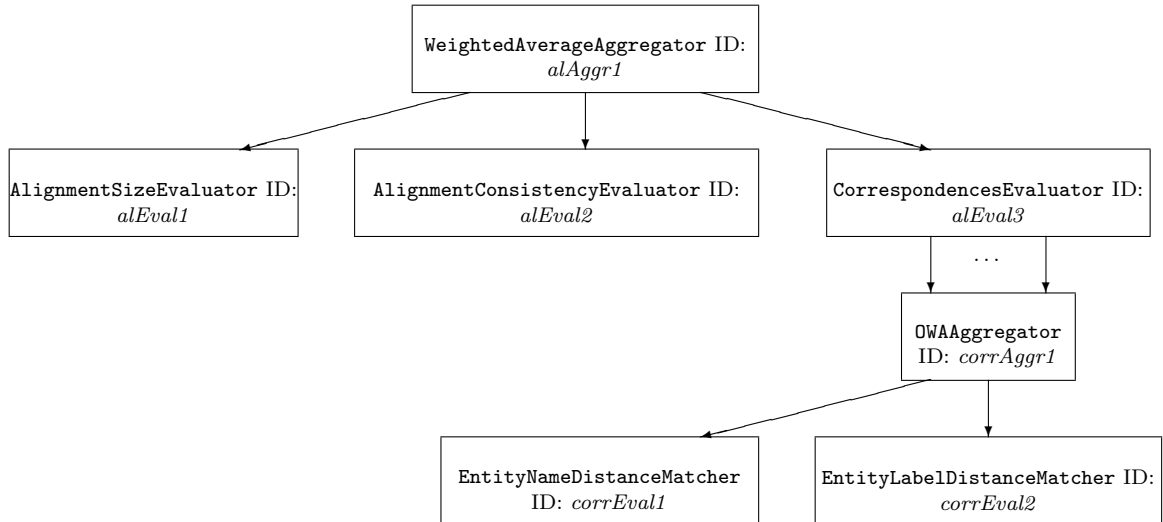 WeightedAverageAggregator ID:
alAggr1
AlignmentSizeEvaluator ID:
alEval1
AlignmentConsistencyEvaluator ID:
alEval2
CorrespondencesEvaluator ID:
alEval3
...
OWAAggregator
ID: corrAggr1
EntityNameDistanceMatcher
ID: corrEval1
EntityLabelDistanceMatcher ID:
corrEval2